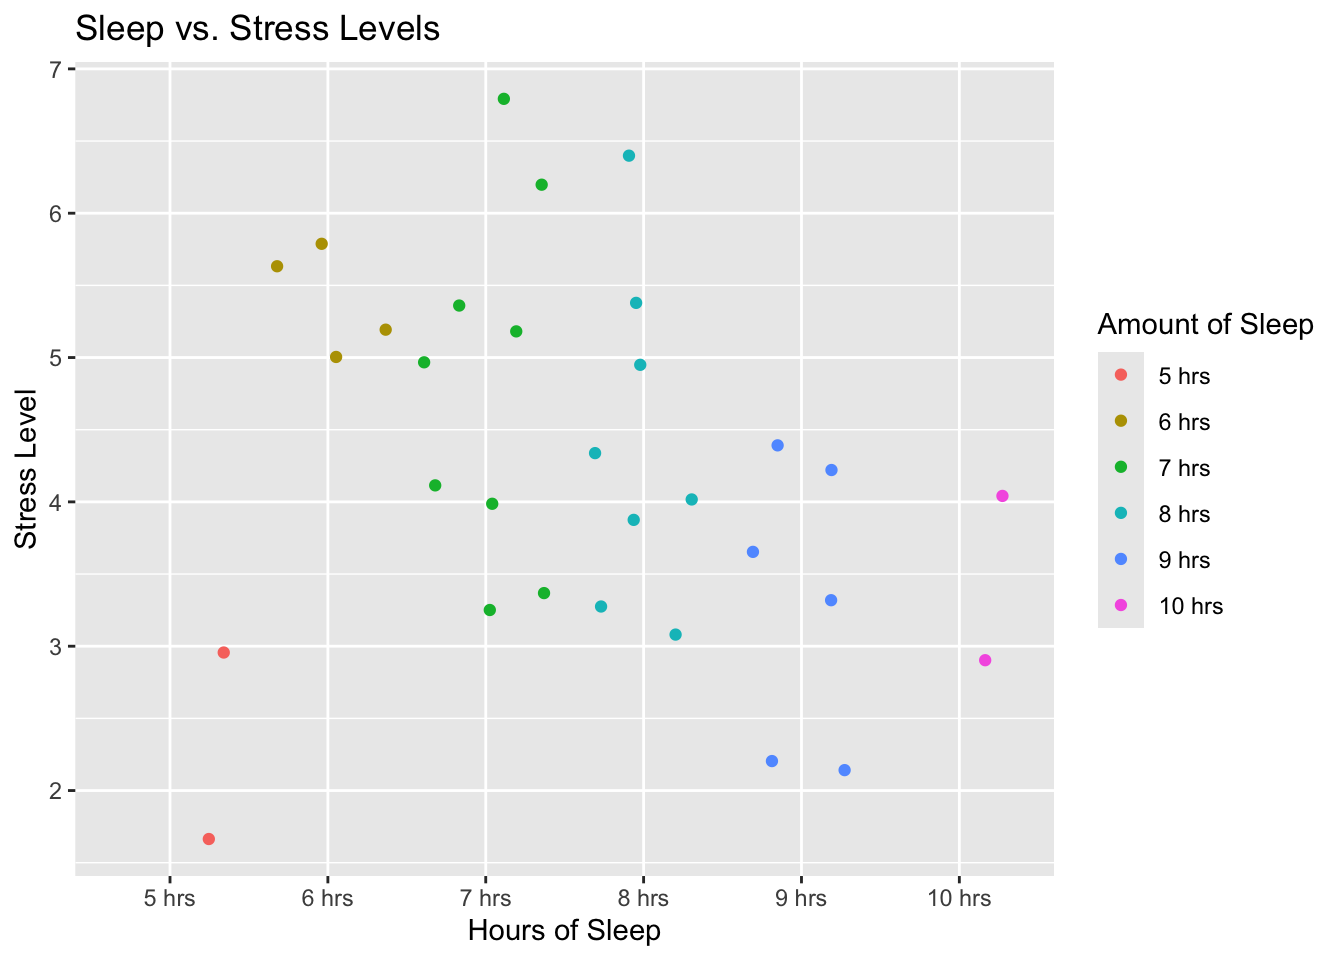 Sleep vs. Stress Levels
7
6
5
4
3
2
Stress Level
5 hrs 6 hrs 7 hrs 8 hrs 9 hrs 10 hrs
Hours of Sleep
Amount of Sleep
5 hrs
6 hrs
7 hrs
8 hrs
9 hrs
10 hrs